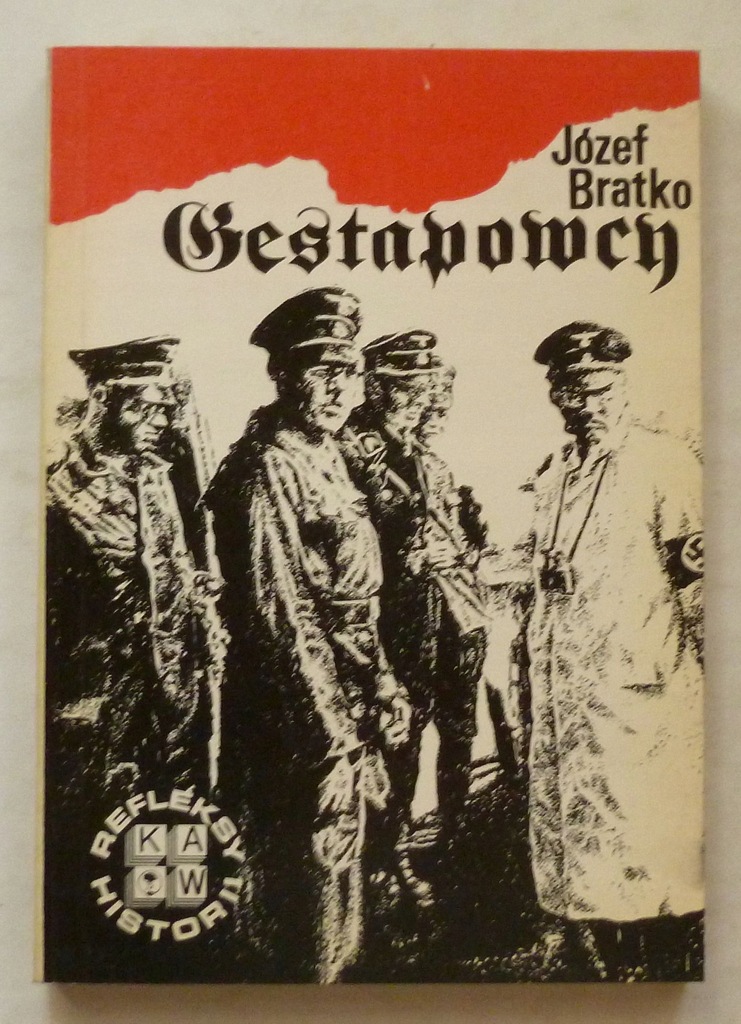 Józef
Bratko
Gestapowcy
REFLEKSY
KA
W
HISTORII